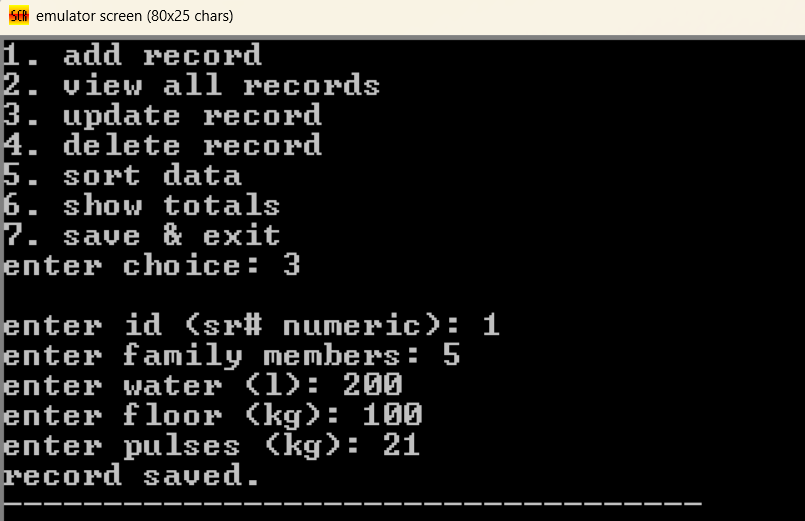 SCR emulator screen (80x25 chars)
1. add record
2. view all records
3. update record
4. delete record
5. sort data
6. show totals
7. save & exit
enter choice: 3
enter id (sr# numeric): 1
enter family members: 5
enter water (l): 200
enter floor (kg): 100
enter pulses (kg): 21
record saved.
-----------------------------------